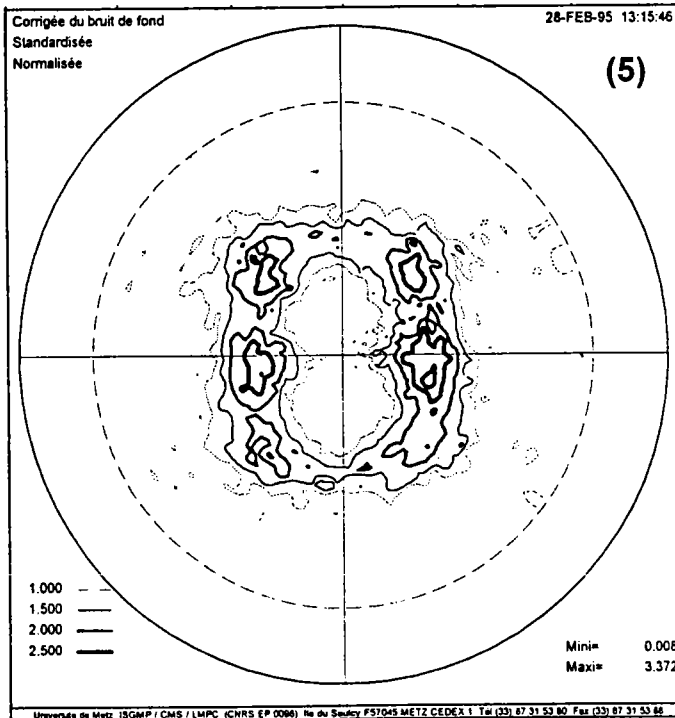 Corrigée du bruit de fond
28-FEB-95 13:15:46
Standardisée
Normalisée
(5)
1.000
1.500
2.000
2.500
Mini= 0.008
Maxi= 3.372
Universite de Metz ISGMP / CMS / LMPC (CNRS EP 0096) Ile du Saulcy F57045 METZ CEDEX 1 Tel (33) 87 31 53 80 Fax (33) 87 31 53 66